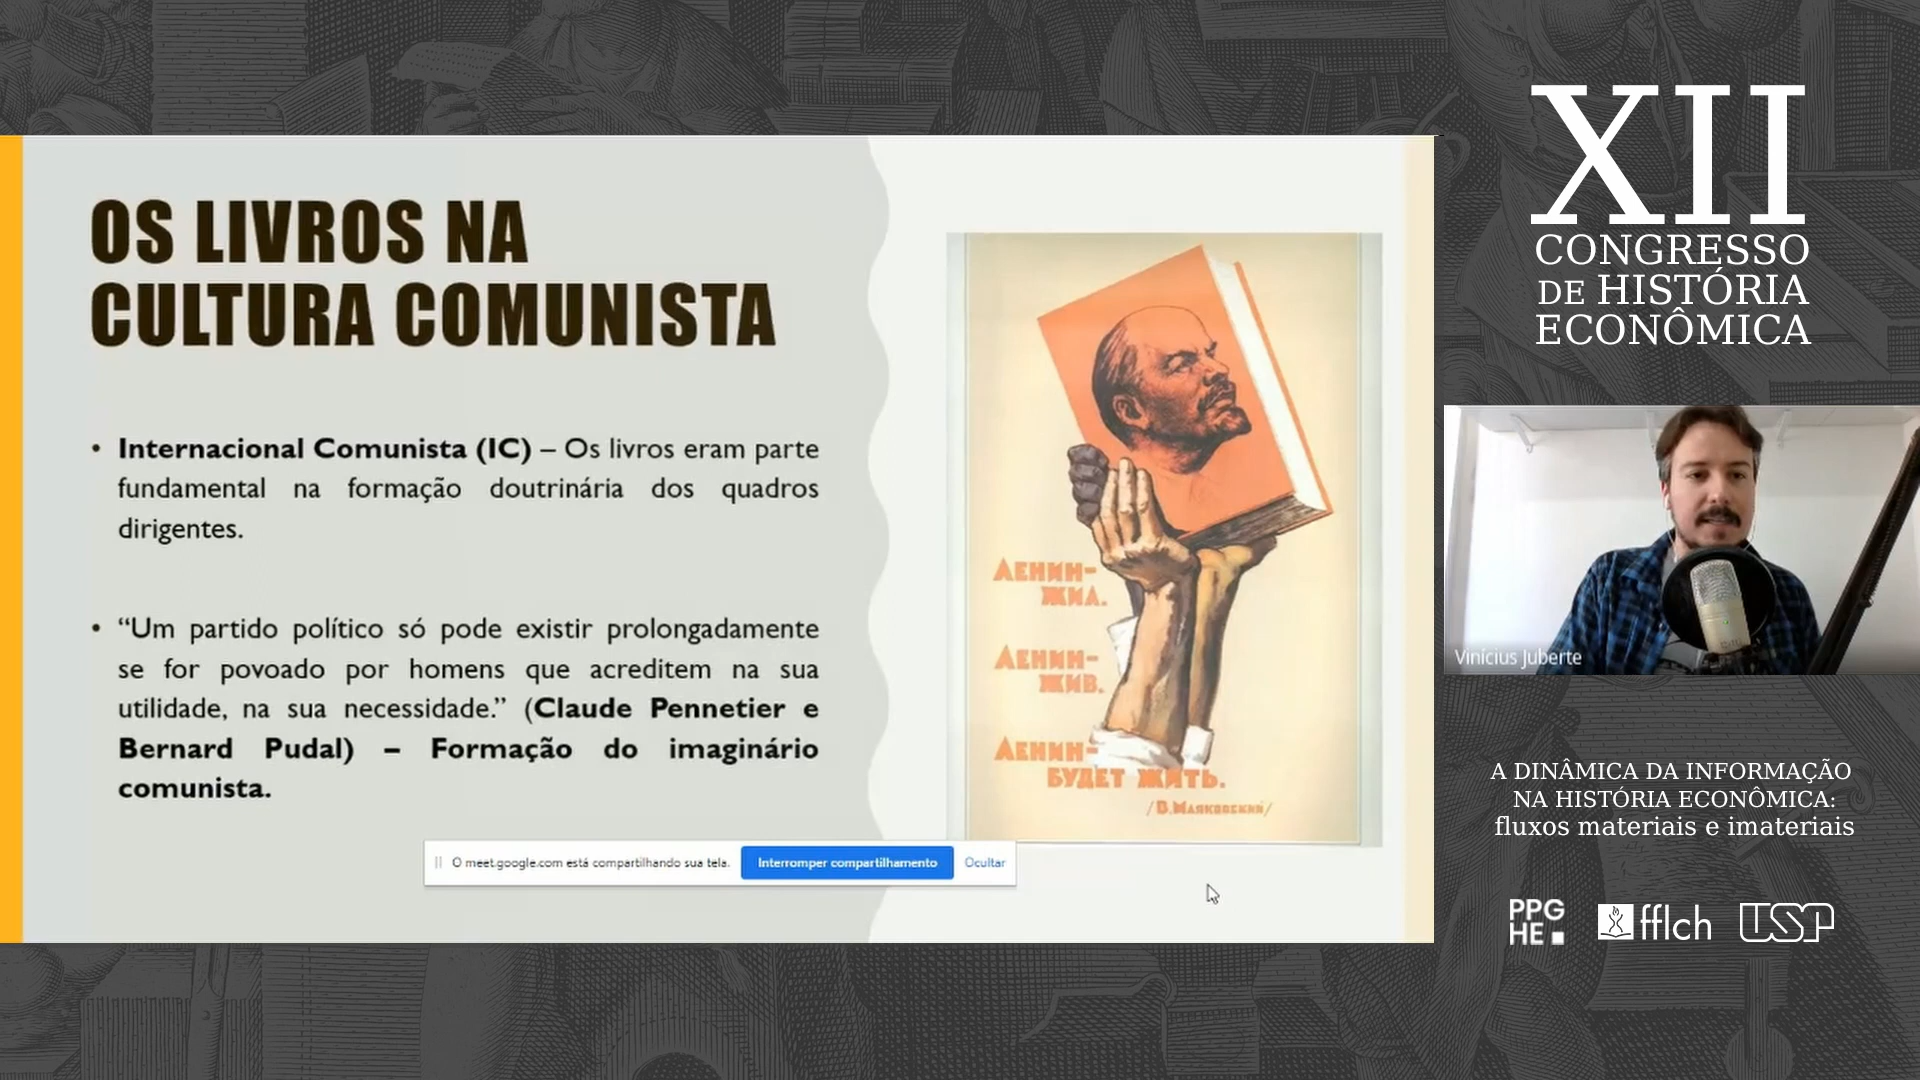 OS LIVROS NA
CULTURA COMUNISTA
• Internacional Comunista (IC) – Os livros eram parte
fundamental na formação doutrinária dos quadros
dirigentes.
• “Um partido político só pode existir prolongadamente
se for povoado por homens que acreditem na sua
utilidade, na sua necessidade.” (Claude Pennetier e
Bernard Pudal) – Formação do imaginário
comunista.
ЛЕНИН-
ЖИЛ.
ЛЕНИН-
ЖИВ.
ЛЕНИН-
БУДЕТ ЖИТЬ.
/В. МАЯКОВСКИЙ/
O meet.google.com está compartilhando sua tela.
Interromper compartilhamento
Ocultar
XII
CONGRESSO
DE HISTÓRIA
ECONÔMICA
Vinícius Juberte
A DINÂMICA DA INFORMAÇÃO
NA HISTÓRIA ECONÔMICA:
fluxos materiais e imateriais
PPG
HE
fflch
USP